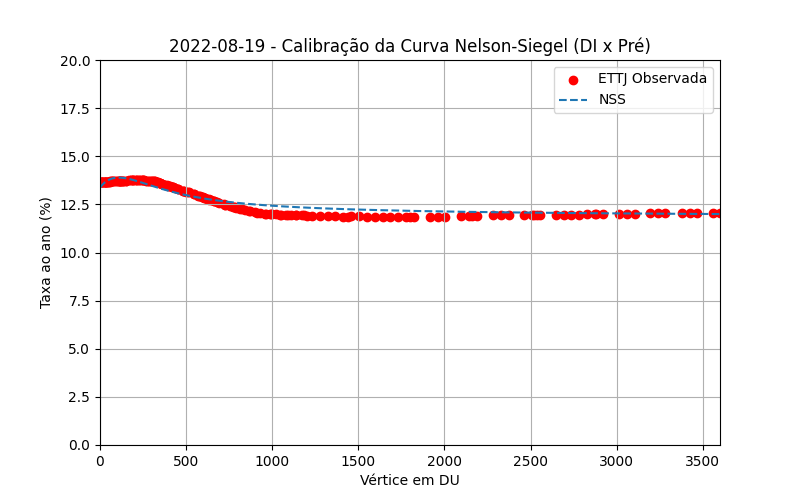 2022-08-19 - Calibração da Curva Nelson-Siegel (DI x Pré)
ETTJ Observada
NSS
20.0
17.5
15.0
12.5
10.0
7.5
5.0
2.5
0.0
Taxa ao ano (%)
0 500 1000 1500 2000 2500 3000 3500
Vértice em DU